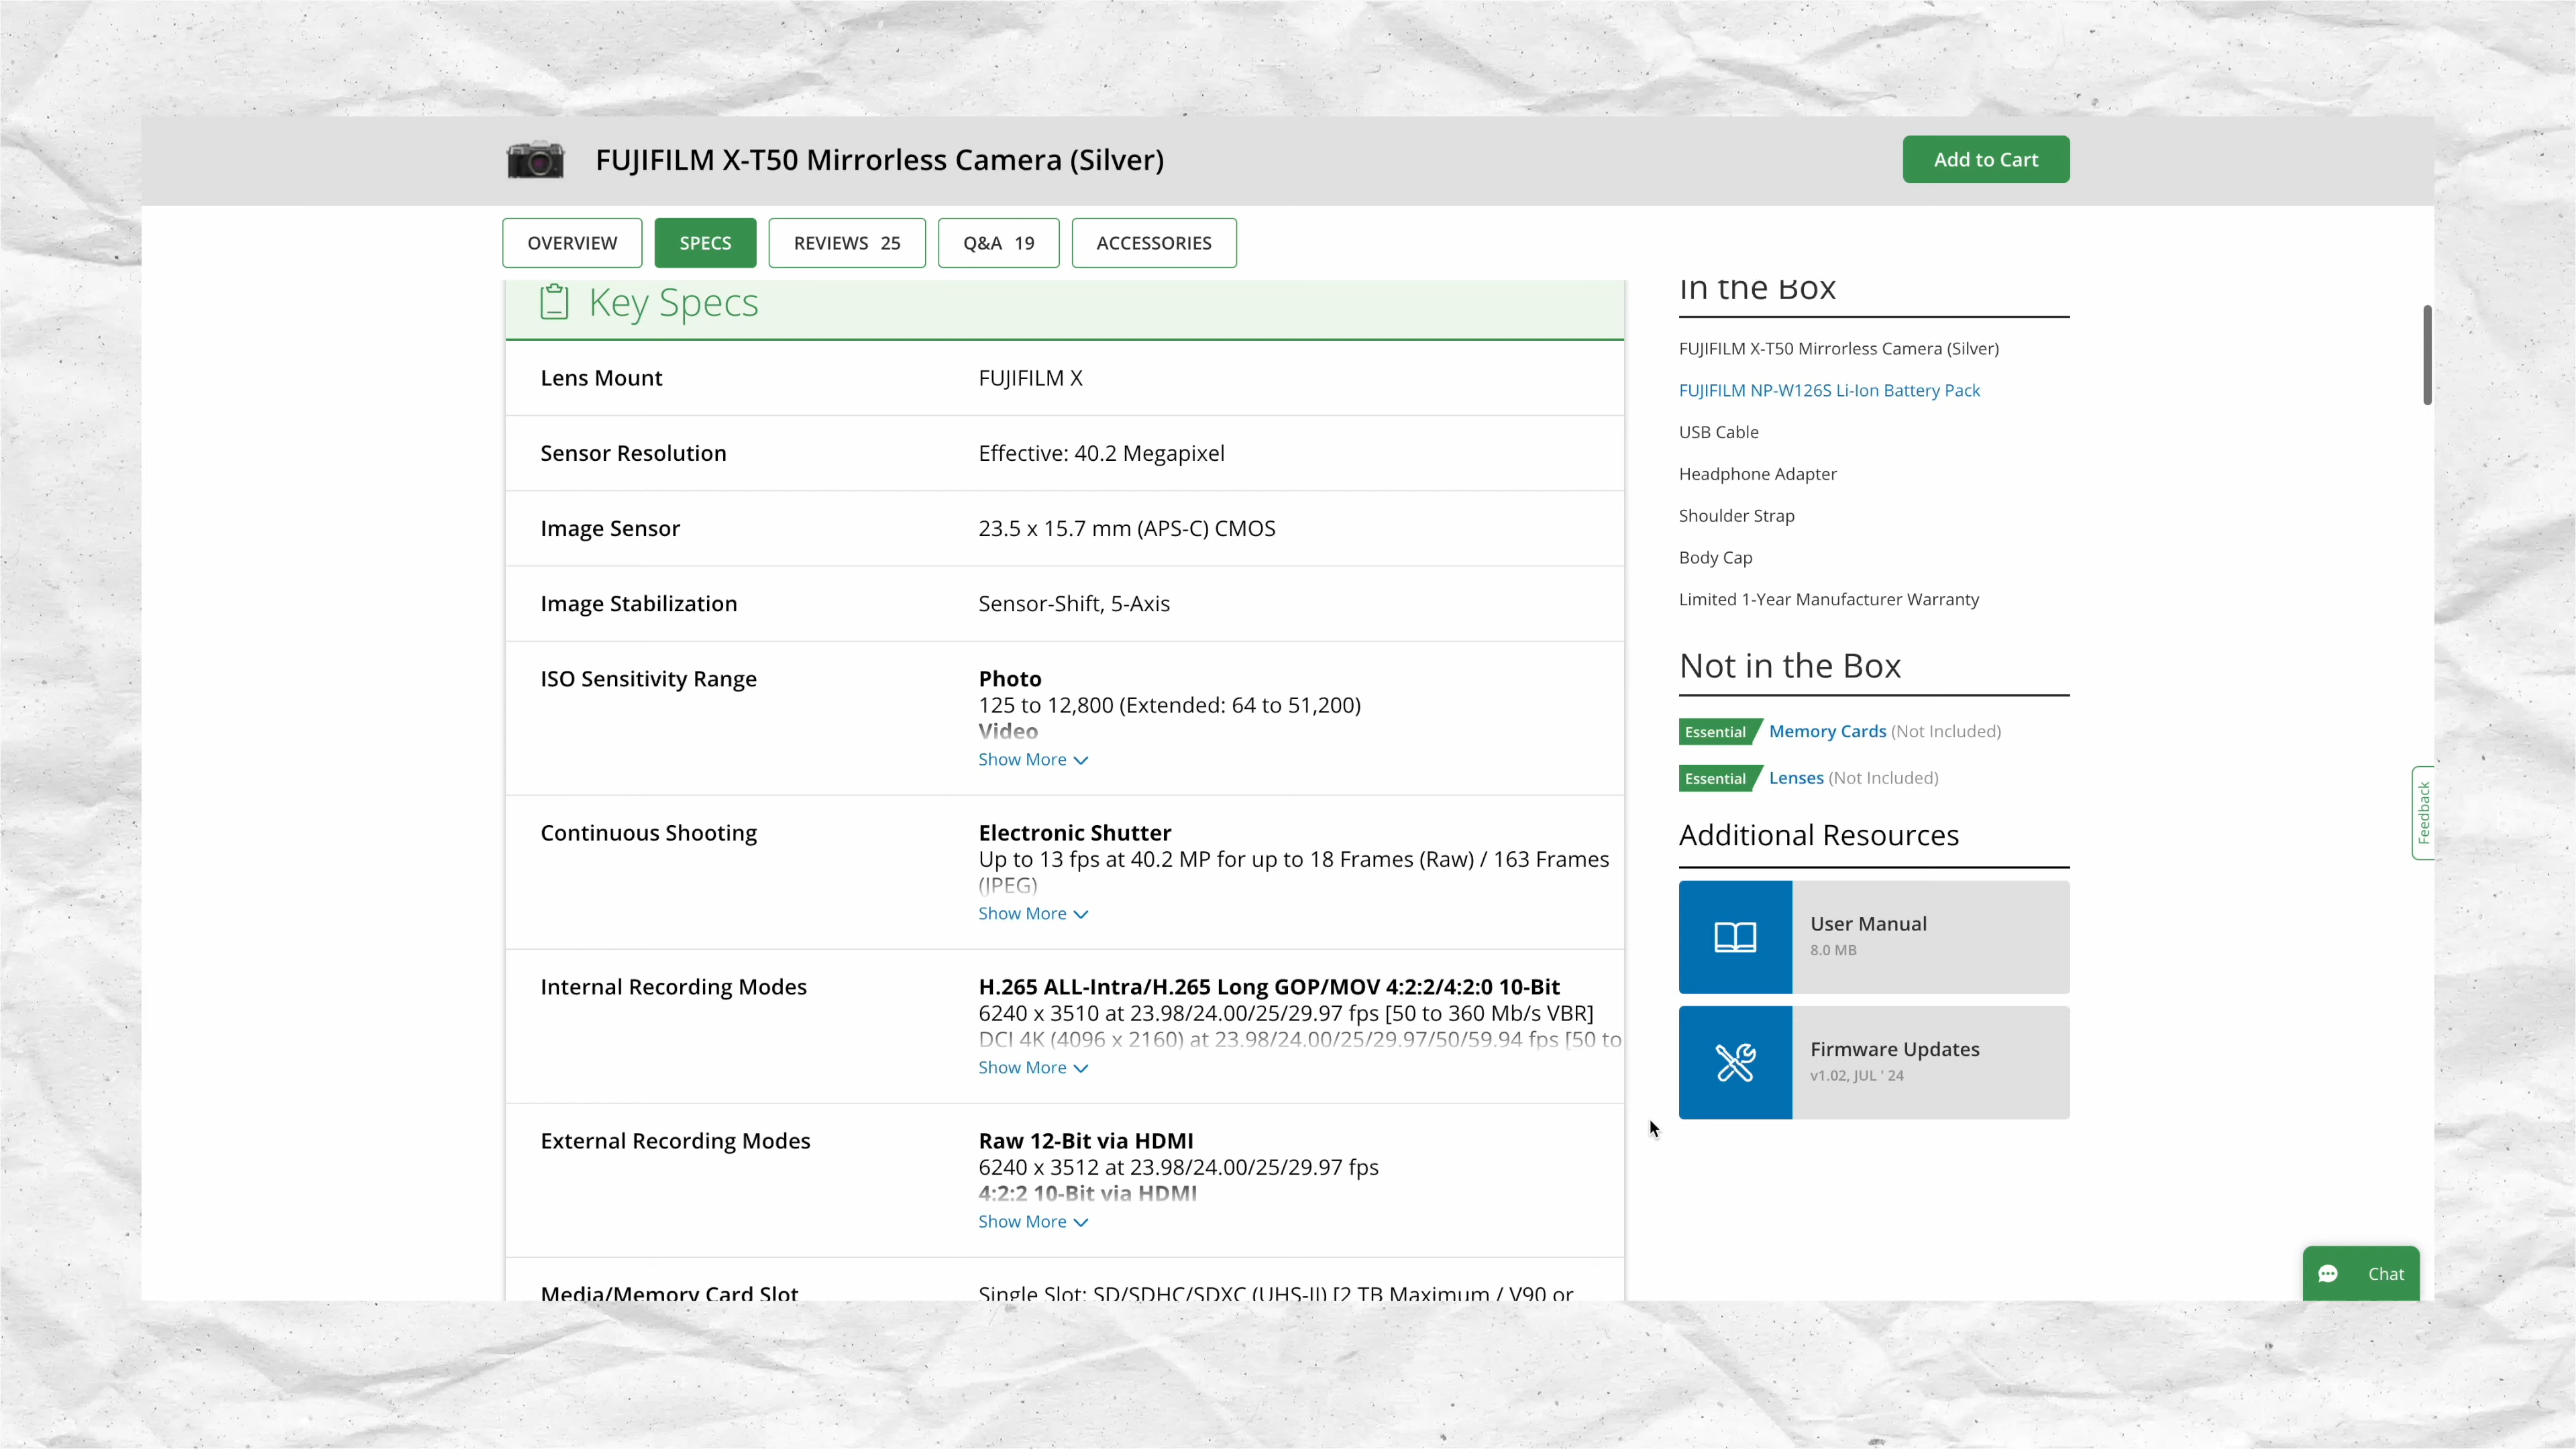 FUJIFILM X-T50 Mirrorless Camera (Silver)
Add to Cart
OVERVIEW
SPECS
REVIEWS 25
Q&A 19
ACCESSORIES
Key Specs
Lens Mount
FUJIFILM X
Sensor Resolution
Effective: 40.2 Megapixel
Image Sensor
23.5 x 15.7 mm (APS-C) CMOS
Image Stabilization
Sensor-Shift, 5-Axis
ISO Sensitivity Range
Photo
125 to 12,800 (Extended: 64 to 51,200)
Video
Show More
Continuous Shooting
Electronic Shutter
Up to 13 fps at 40.2 MP for up to 18 Frames (Raw) / 163 Frames
(JPEG)
Show More
Internal Recording Modes
H.265 ALL-Intra/H.265 Long GOP/MOV 4:2:2/4:2:0 10-Bit
6240 x 3510 at 23.98/24.00/25/29.97 fps [50 to 360 Mb/s VBR]
DCI 4K (4096 x 2160) at 23.98/24.00/25/29.97/50/59.94 fps [50 to
Show More
External Recording Modes
Raw 12-Bit via HDMI
6240 x 3512 at 23.98/24.00/25/29.97 fps
4:2:2 10-Bit via HDMI
Show More
Media/Memory Card Slot
Single Slot: SD/SDHC/SDXC (UHS-II) [2 TB Maximum / V90 or
In the Box
FUJIFILM X-T50 Mirrorless Camera (Silver)
FUJIFILM NP-W126S Li-Ion Battery Pack
USB Cable
Headphone Adapter
Shoulder Strap
Body Cap
Limited 1-Year Manufacturer Warranty
Not in the Box
Essential Memory Cards (Not Included)
Essential Lenses (Not Included)
Additional Resources
User Manual
8.0 MB
Firmware Updates
v1.02, JUL ' 24
Feedback
Chat